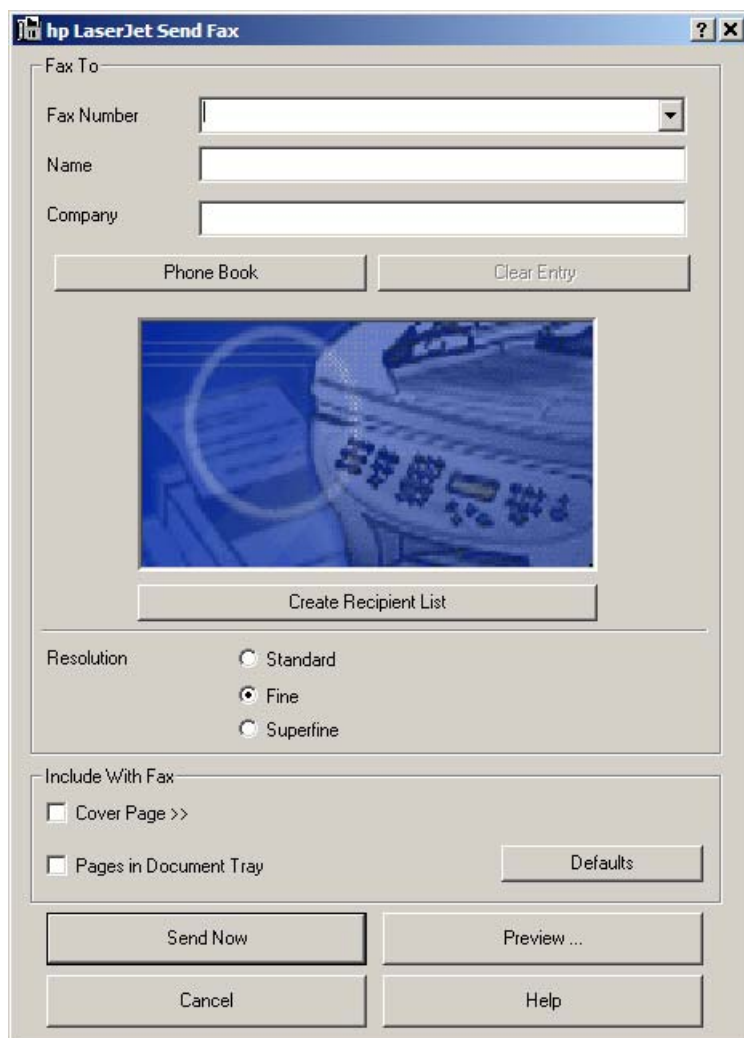 hp LaserJet Send Fax
Fax To
Fax Number
Name
Company
Phone Book Clear Entry
Create Recipient List
Resolution Standard
Fine
Superfine
Include With Fax
Cover Page >>
Pages in Document Tray Defaults
Send Now Preview ...
Cancel Help